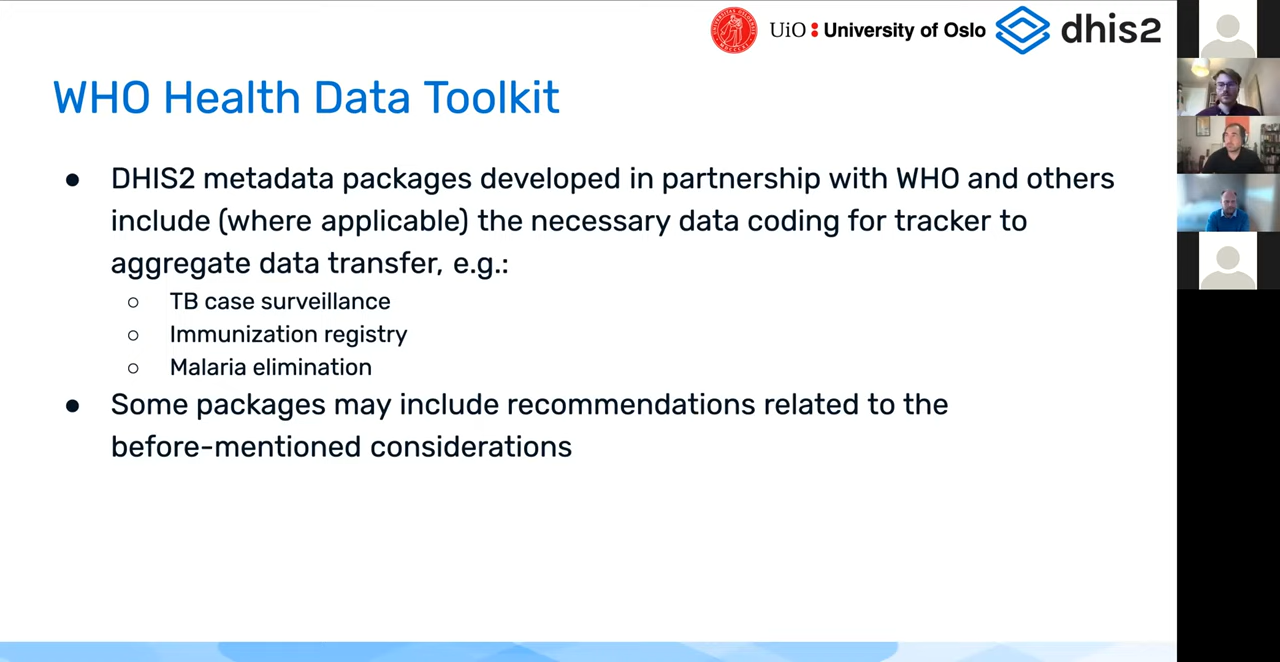 UiO : University of Oslo
dhis2
WHO Health Data Toolkit
● DHIS2 metadata packages developed in partnership with WHO and others
include (where applicable) the necessary data coding for tracker to
aggregate data transfer, e.g.:
○ TB case surveillance
○ Immunization registry
○ Malaria elimination
● Some packages may include recommendations related to the
before-mentioned considerations